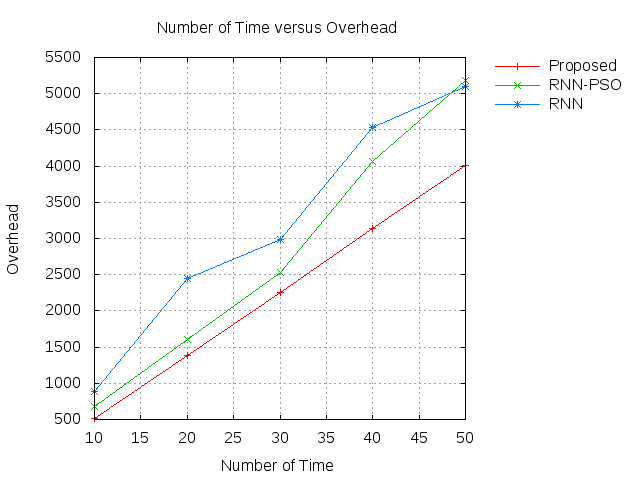 Number of Time versus Overhead
Proposed
RNN-PSO
RNN
5500
5000
4500
4000
3500
3000
2500
2000
1500
1000
500
Overhead
10 15 20 25 30 35 40 45 50
Number of Time